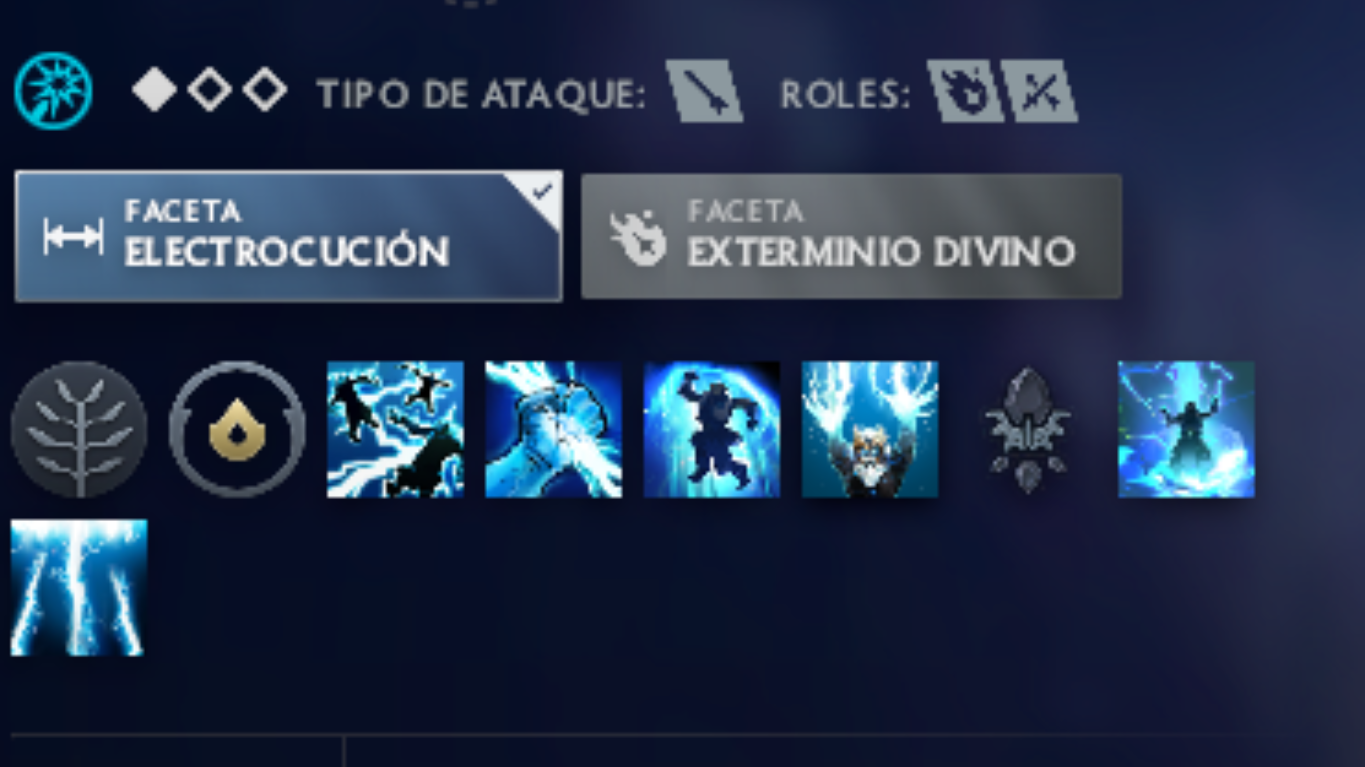 TIPO DE ATAQUE: ROLES:
FACETA
ELECTROCUCIÓN
FACETA
EXTERMINIO DIVINO